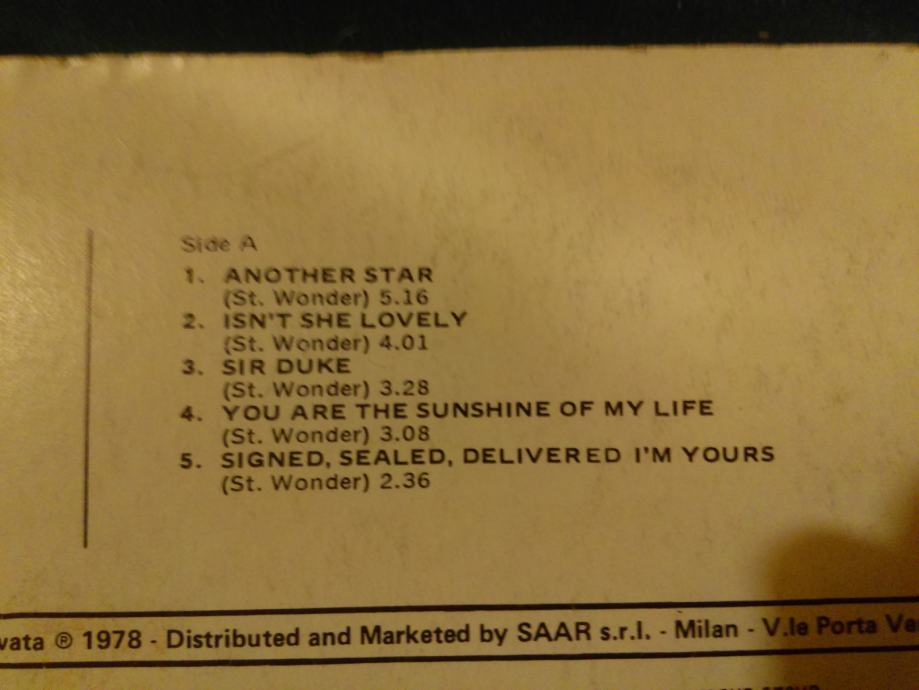 Side A
1. ANOTHER STAR
(St. Wonder) 5.16
2. ISN'T SHE LOVELY
(St. Wonder) 4.01
3. SIR DUKE
(St. Wonder) 3.28
4. YOU ARE THE SUNSHINE OF MY LIFE
(St. Wonder) 3.08
5. SIGNED, SEALED, DELIVERED I'M YOURS
(St. Wonder) 2.36
vata ℗ 1978 - Distributed and Marketed by SAAR s.r.l. - Milan - V.le Porta Ve